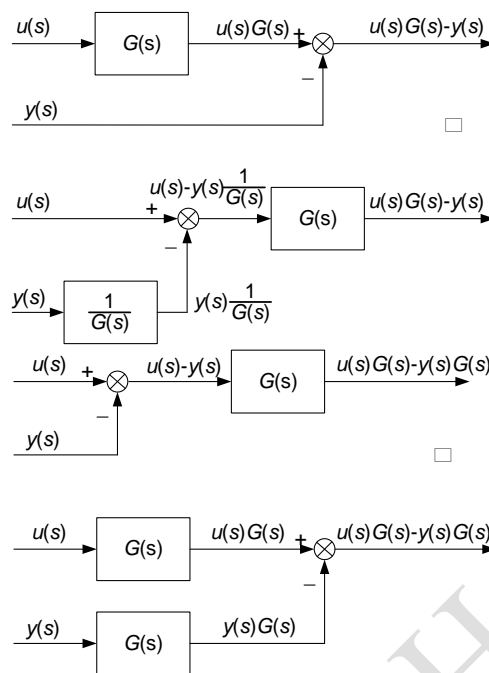 u(s) G(s) u(s)G(s) + u(s)G(s)-y(s)
y(s) −
u(s) + u(s)-y(s) 1/G(s) G(s) u(s)G(s)-y(s)
−
y(s) 1/G(s) y(s) 1/G(s)
u(s) + u(s)-y(s) G(s) u(s)G(s)-y(s)G(s)
y(s) −
u(s) G(s) u(s)G(s) + u(s)G(s)-y(s)G(s)
−
y(s) G(s) y(s)G(s)